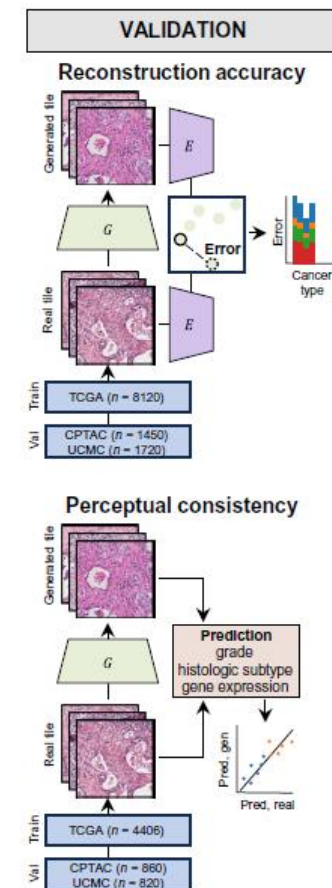 VALIDATION
Reconstruction accuracy
Generated tile
E
G
Error
Error
Cancer
type
Real tile
E
Train
TCGA (n = 8120)
Val
CPTAC (n = 1450)
UCMC (n = 1720)
Perceptual consistency
Generated tile
Prediction
grade
histologic subtype
gene expression
G
Real tile
Pred, gen
Pred, real
Train
TCGA (n = 4406)
Val
CPTAC (n = 860)
UCMC (n = 820)